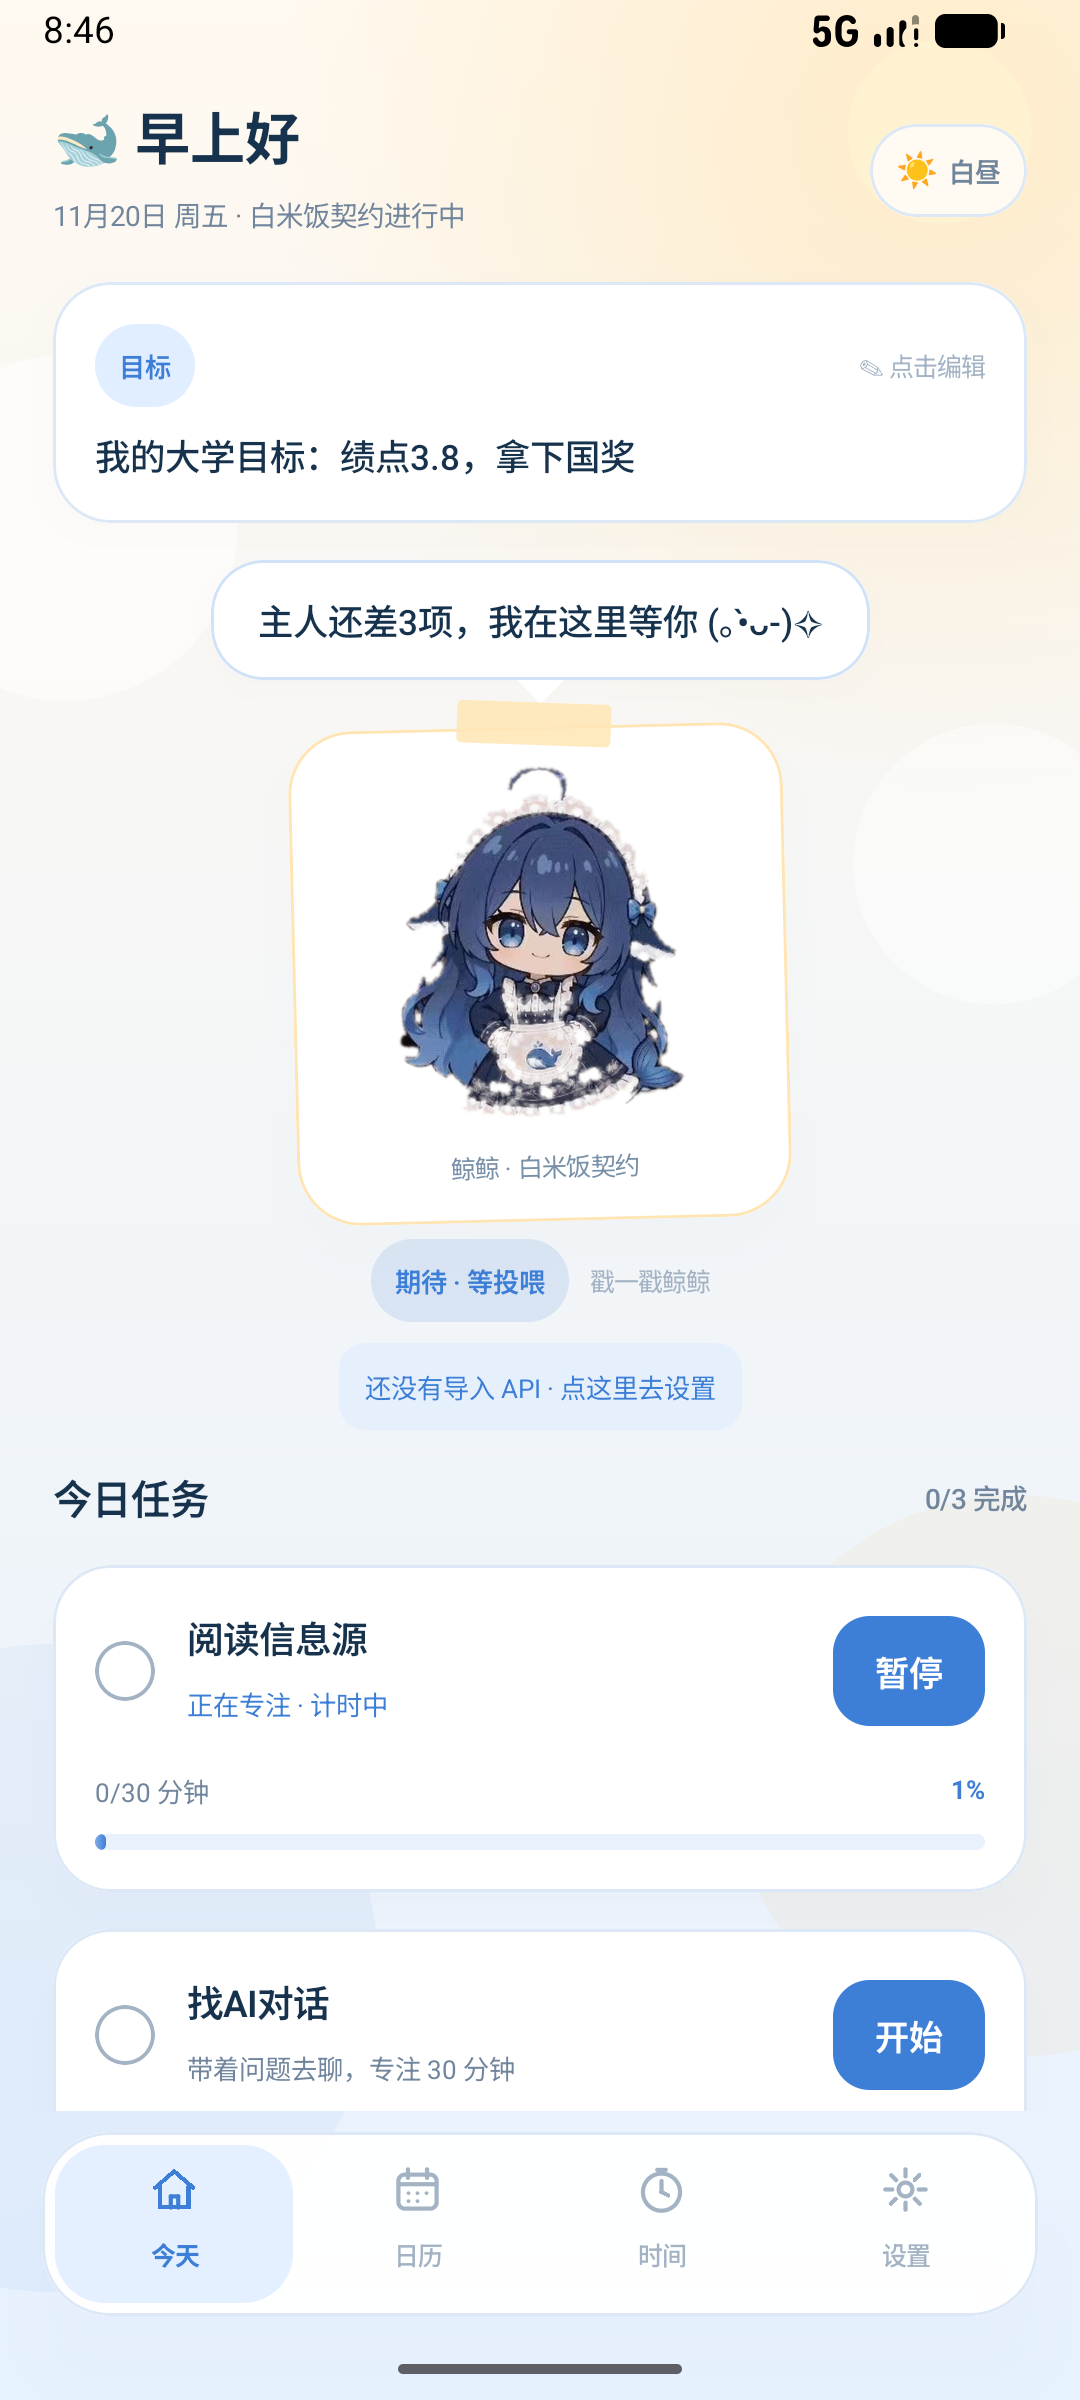 8:46
5G
🐳 早上好
☀️ 白昼
11月20日 周五 · 白米饭契约进行中
目标
✎ 点击编辑
我的大学目标：绩点3.8，拿下国奖
主人还差3项，我在这里等你 (｡•̀ᴗ-)✧
鲸鲸 · 白米饭契约
期待 · 等投喂
戳一戳鲸鲸
还没有导入 API · 点这里去设置
今日任务
0/3 完成
阅读信息源
正在专注 · 计时中
暂停
0/30 分钟
1%
找AI对话
带着问题去聊，专注 30 分钟
开始
今天
日历
时间
设置